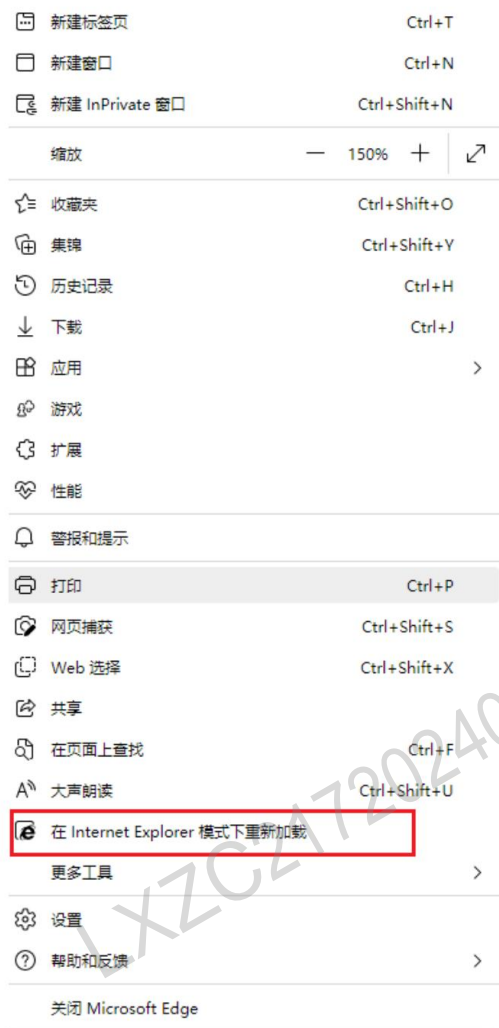 新建标签页 Ctrl+T
新建窗口 Ctrl+N
新建 InPrivate 窗口 Ctrl+Shift+N
缩放 — 150% +
收藏夹 Ctrl+Shift+O
集锦 Ctrl+Shift+Y
历史记录 Ctrl+H
下载 Ctrl+J
应用
游戏
扩展
性能
警报和提示
打印 Ctrl+P
网页捕获 Ctrl+Shift+S
Web 选择 Ctrl+Shift+X
共享
在页面上查找 Ctrl+F
大声朗读 Ctrl+Shift+U
在 Internet Explorer 模式下重新加载
更多工具
设置
帮助和反馈
关闭 Microsoft Edge
LXZC21720240